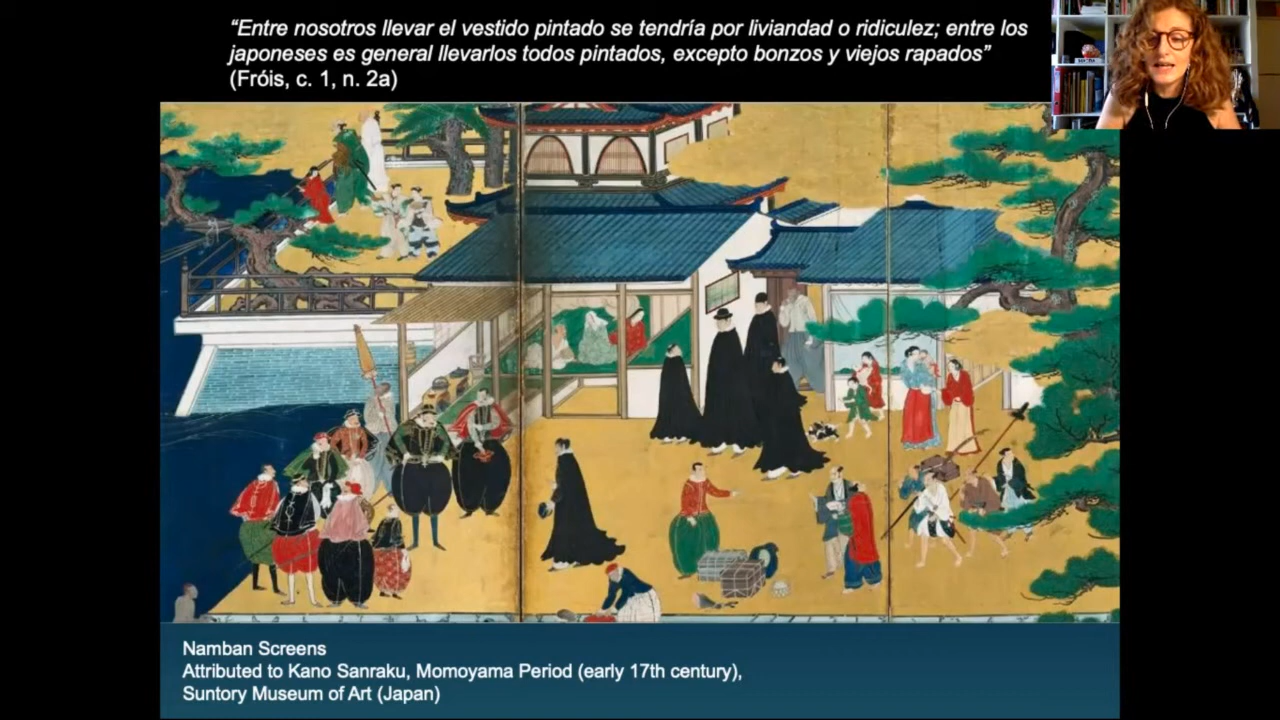 “Entre nosotros llevar el vestido pintado se tendría por liviandad o ridiculez; entre los
japoneses es general llevarlos todos pintados, excepto bonzos y viejos rapados”
(Fróis, c. 1, n. 2a)
Namban Screens
Attributed to Kano Sanraku, Momoyama Period (early 17th century),
Suntory Museum of Art (Japan)